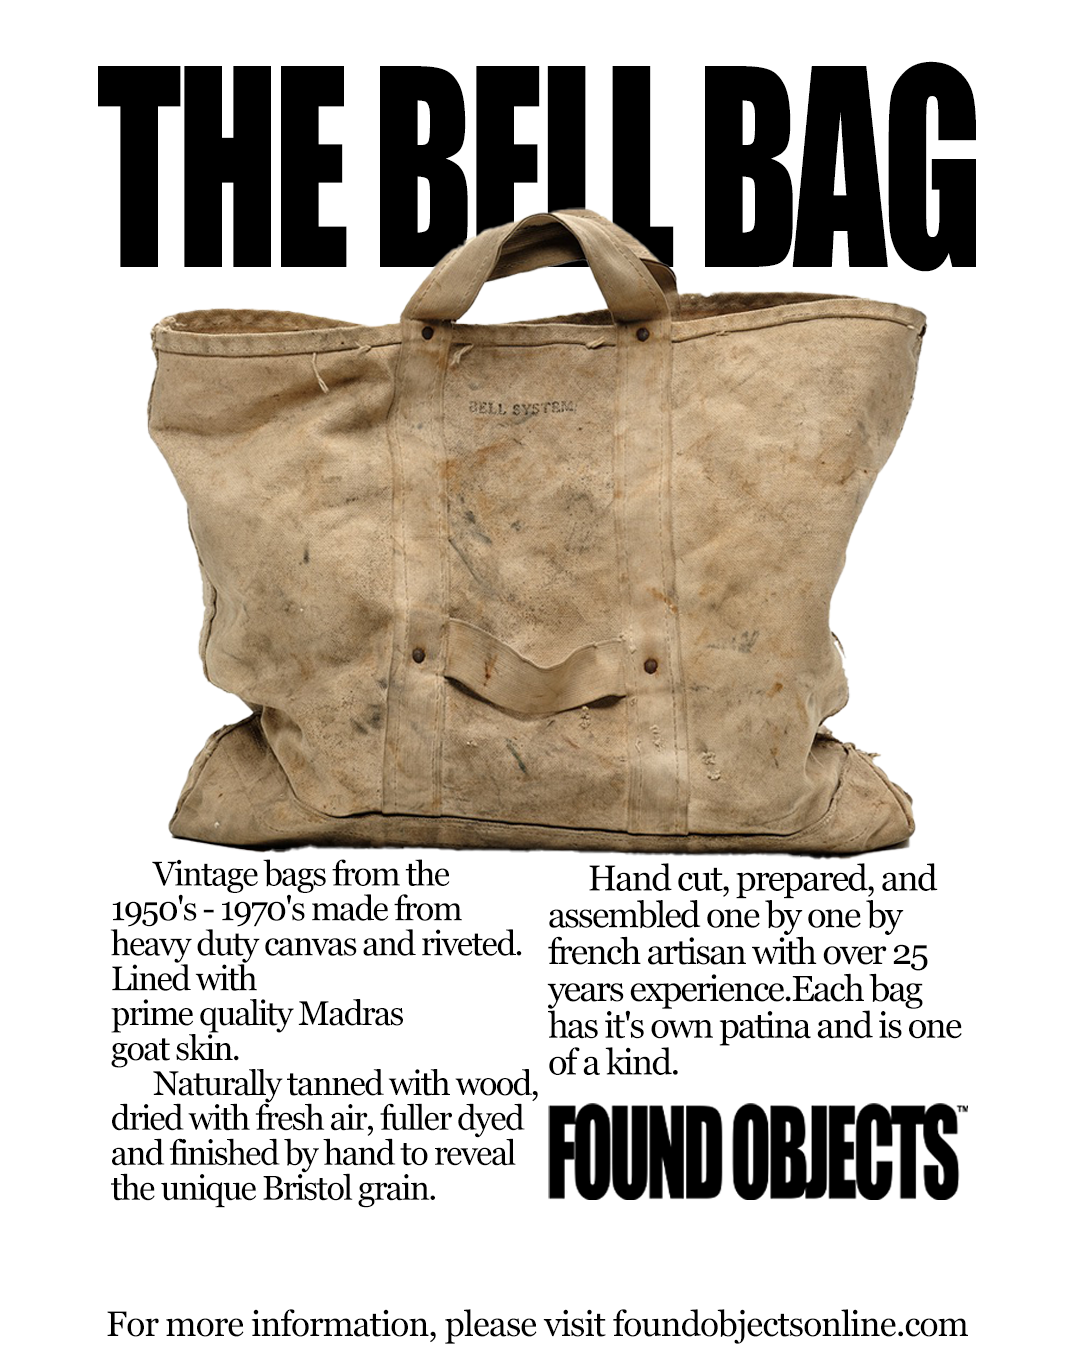 THE BELL BAG
BELL SYSTEM
Vintage bags from the
1950's - 1970's made from
heavy duty canvas and riveted.
Lined with
prime quality Madras
goat skin.
Naturally tanned with wood,
dried with fresh air, fuller dyed
and finished by hand to reveal
the unique Bristol grain.
Hand cut, prepared, and
assembled one by one by
french artisan with over 25
years experience.Each bag
has it's own patina and is one
of a kind.
FOUND OBJECTS™
For more information, please visit foundobjectsonline.com